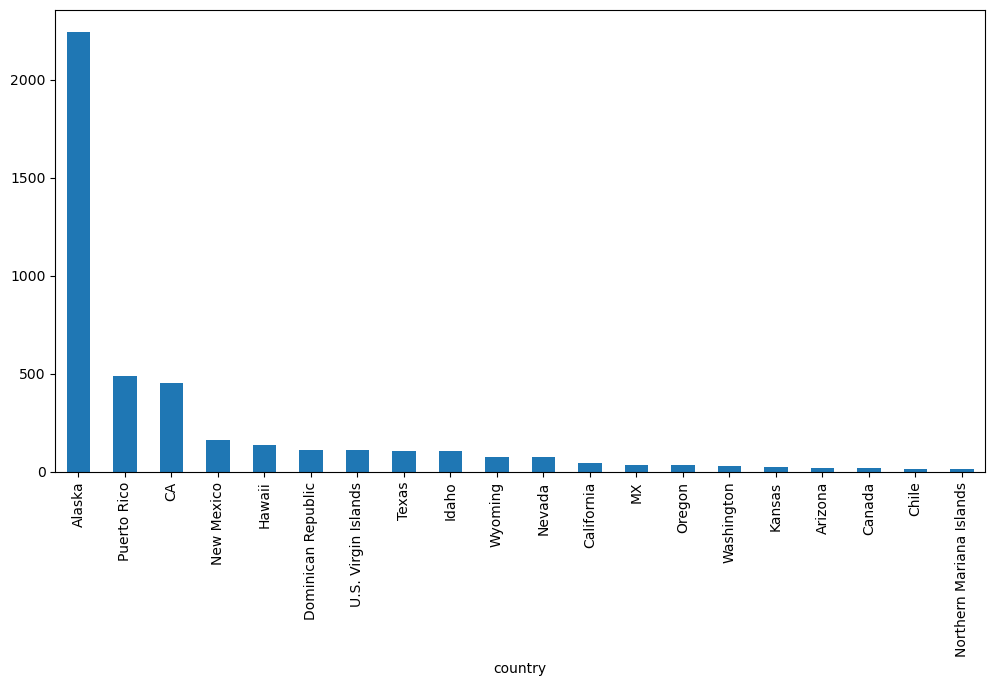 2000
1500
1000
500
0
Alaska
Puerto Rico
CA
New Mexico
Hawaii
Dominican Republic
U.S. Virgin Islands
Texas
Idaho
Wyoming
Nevada
California
MX
Oregon
Washington
Kansas
Arizona
Canada
Chile
Northern Mariana Islands
country